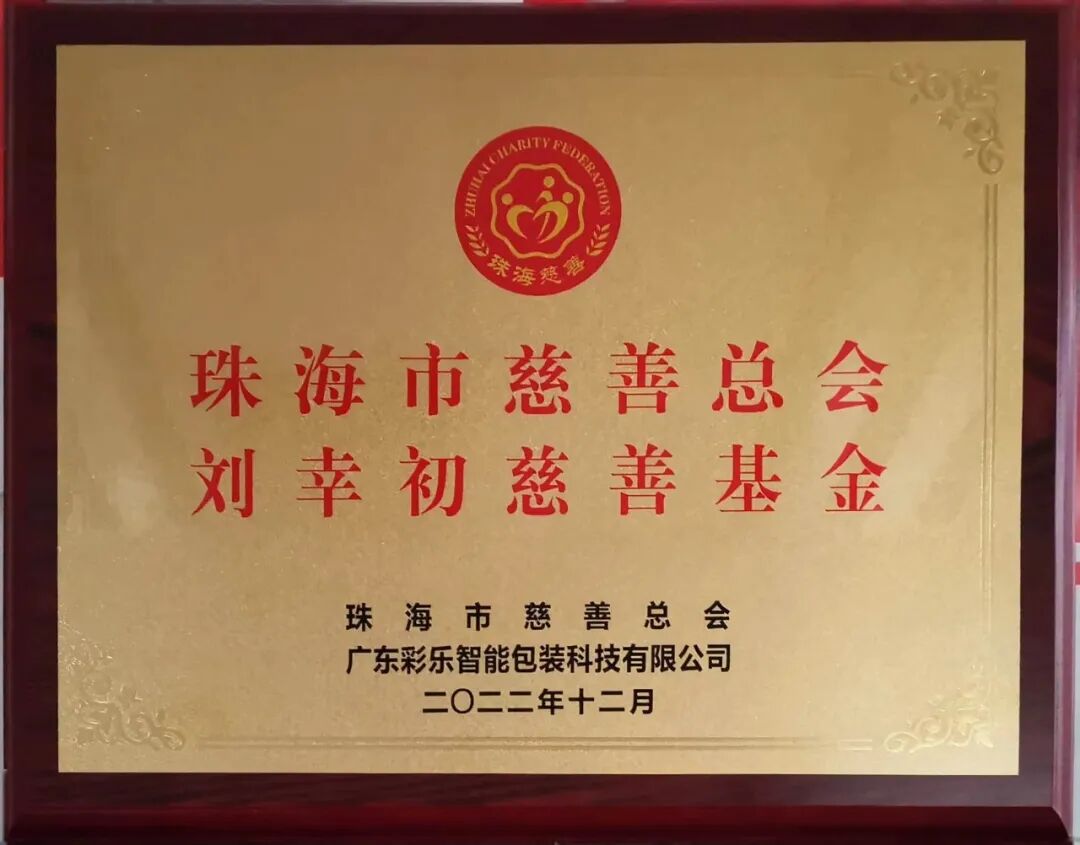 ZHUHAI CHARITY FEDERATION
珠海慈善
珠海市慈善总会
刘幸初慈善基金
珠海市慈善总会
广东彩乐智能包装科技有限公司
二〇二二年十二月